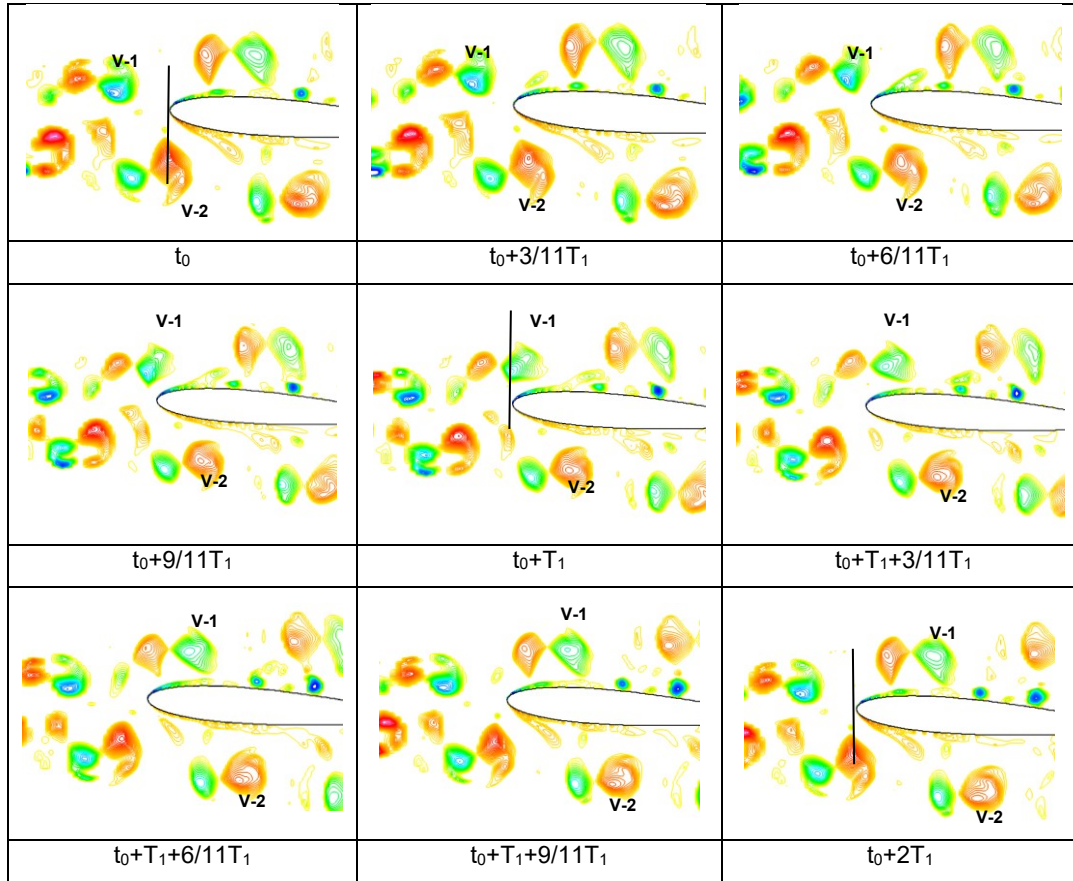 V-1
V-2
V-1
V-2
V-1
V-2
t₀
t₀+3/11T₁
t₀+6/11T₁
V-1
V-2
V-1
V-2
V-1
V-2
t₀+9/11T₁
t₀+T₁
t₀+T₁+3/11T₁
V-1
V-2
V-1
V-2
V-1
V-2
t₀+T₁+6/11T₁
t₀+T₁+9/11T₁
t₀+2T₁